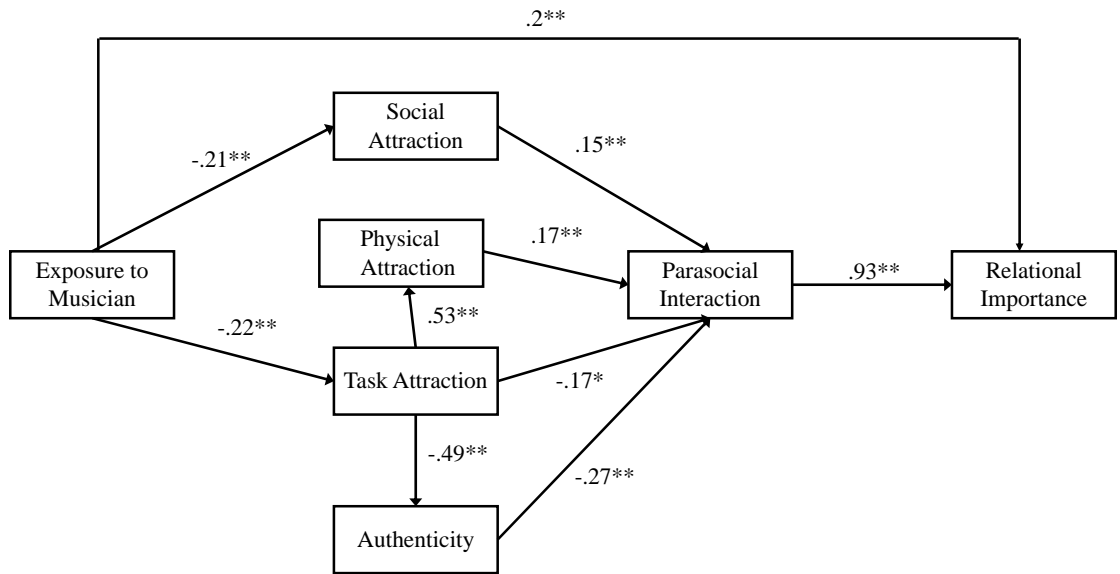 .2**
Social
Attraction
-.21**
.15**
Physical
Attraction
.17**
Exposure to
Musician
Parasocial
Interaction
.93**
Relational
Importance
-.22**
.53**
Task Attraction
-.17*
-.49**
-.27**
Authenticity